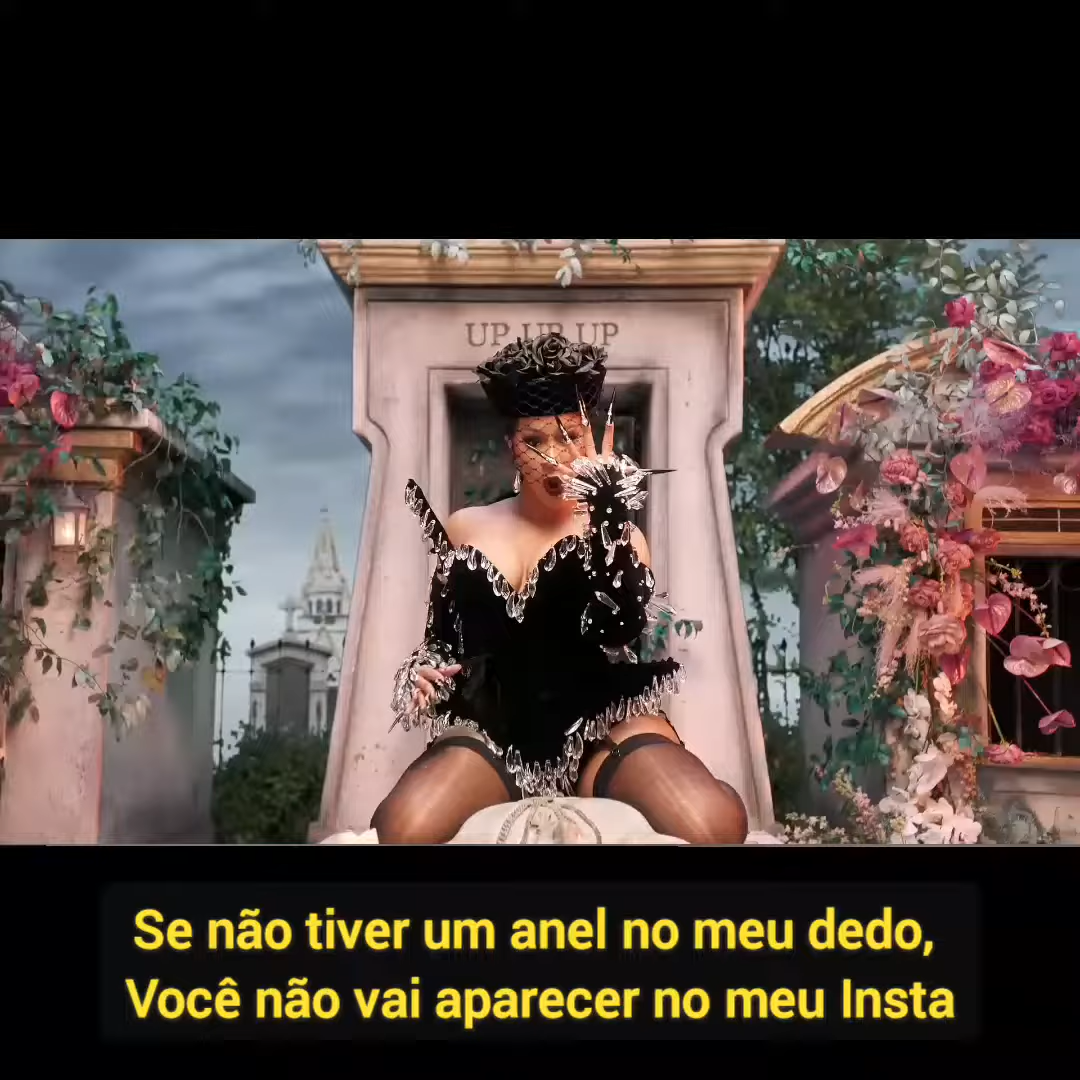 UP UP UP
Se não tiver um anel no meu dedo,
Você não vai aparecer no meu Insta